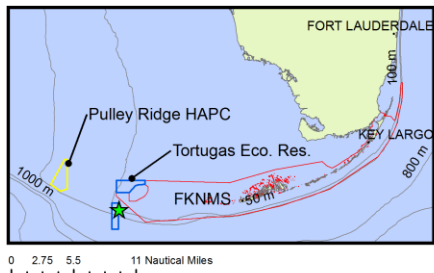 FORT LAUDERDALE
100 m
Pulley Ridge HAPC
KEY LARGO
Tortugas Eco. Res.
800 m
1000 m
FKNMS
50 m
0 2.75 5.5 11 Nautical Miles